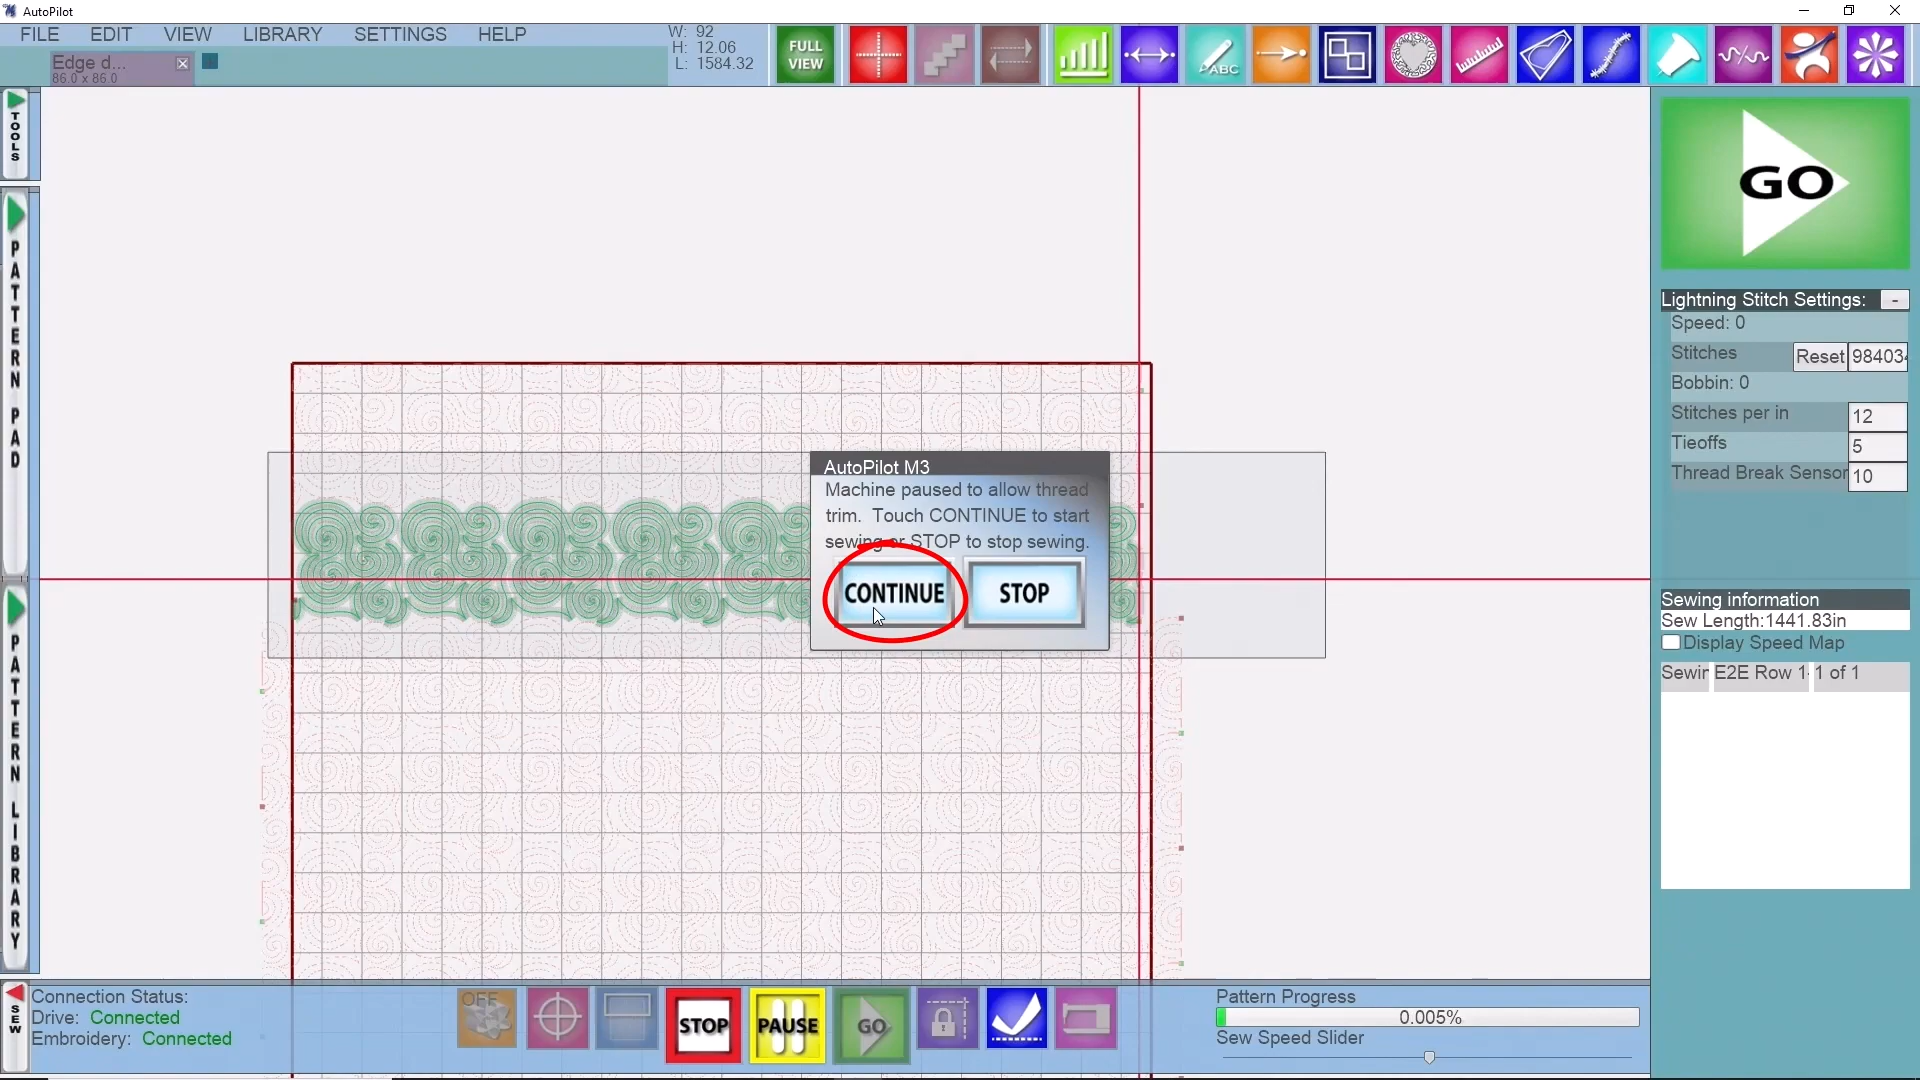 AutoPilot
FILE EDIT VIEW LIBRARY SETTINGS HELP
W: 92
H: 12.06
L: 1584.32
Edge d...
86.0 x 86.0
FULL
VIEW
ABC
TOOLS
PATTERN PAD
PATTERN LIBRARY
SEW
GO
Lightning Stitch Settings: -
Speed: 0
Stitches Reset 98403
Bobbin: 0
Stitches per in 12
Tieoffs 5
Thread Break Sensor 10
AutoPilot M3
Machine paused to allow thread
trim. Touch CONTINUE to start
sewing or STOP to stop sewing.
CONTINUE STOP
Sewing information
Sew Length:1441.83in
Display Speed Map
Sewin E2E Row 1- 1 of 1
Connection Status:
Drive: Connected
Embroidery: Connected
OFF
STOP PAUSE GO
Pattern Progress
0.005%
Sew Speed Slider